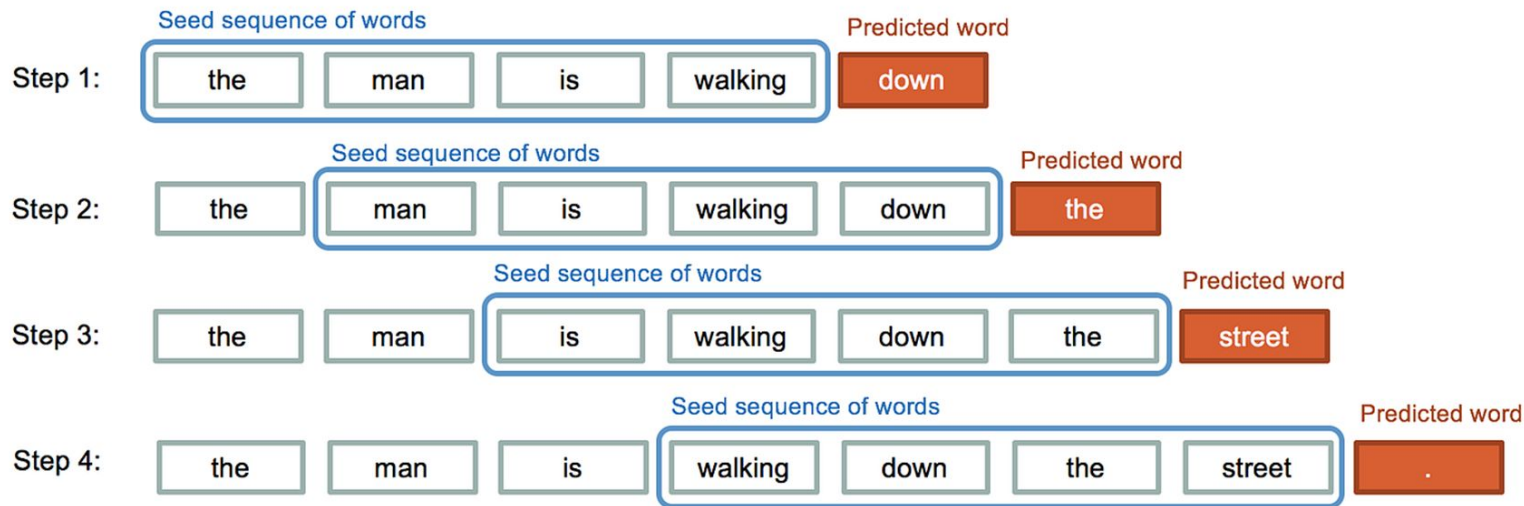 Seed sequence of words
Predicted word
Step 1: the man is walking down
Seed sequence of words
Predicted word
Step 2: the man is walking down the
Seed sequence of words
Predicted word
Step 3: the man is walking down the street
Seed sequence of words
Predicted word
Step 4: the man is walking down the street .